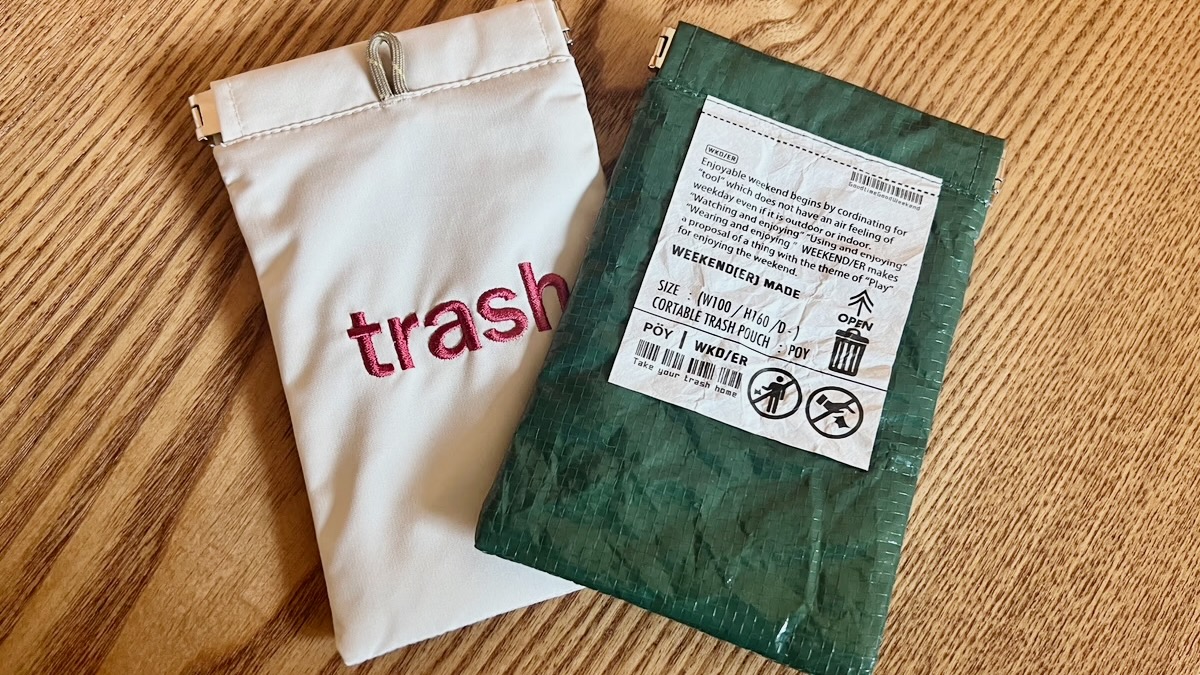 trash
WKD/ER
Enjoyable weekend begins by cordinating for
"tool" which does not have an air feeling of
weekday even if it is outdoor or indoor.
"Watching and enjoying" "Using and enjoying"
"Wearing and enjoying " WEEKEND/ER makes
a proposal of a thing with the theme of "Play"
for enjoying the weekend.
GoodtimeGoodWeekend
WEEKEND(ER) MADE
SIZE : (W100 / H160 / D - )
CORTABLE TRASH POUCH : POY
OPEN
PÖY | WKD/ER
Take your trash home